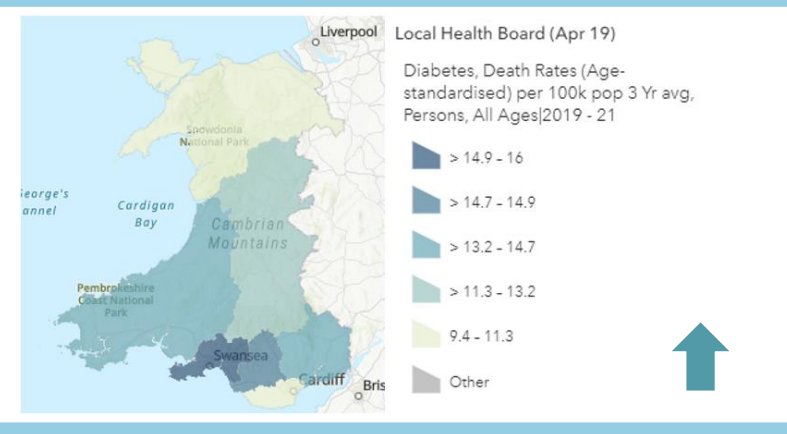 Liverpool
Snowdonia
National Park
Cardigan
Bay
Cambrian
Mountains
Pembrokeshire
Coast National
Park
Swansea
Cardiff
Bris
eorge's
annel
Local Health Board (Apr 19)
Diabetes, Death Rates (Age-
standardised) per 100k pop 3 Yr avg,
Persons, All Ages|2019 - 21
> 14.9 - 16
> 14.7 - 14.9
> 13.2 - 14.7
> 11.3 - 13.2
9.4 - 11.3
Other